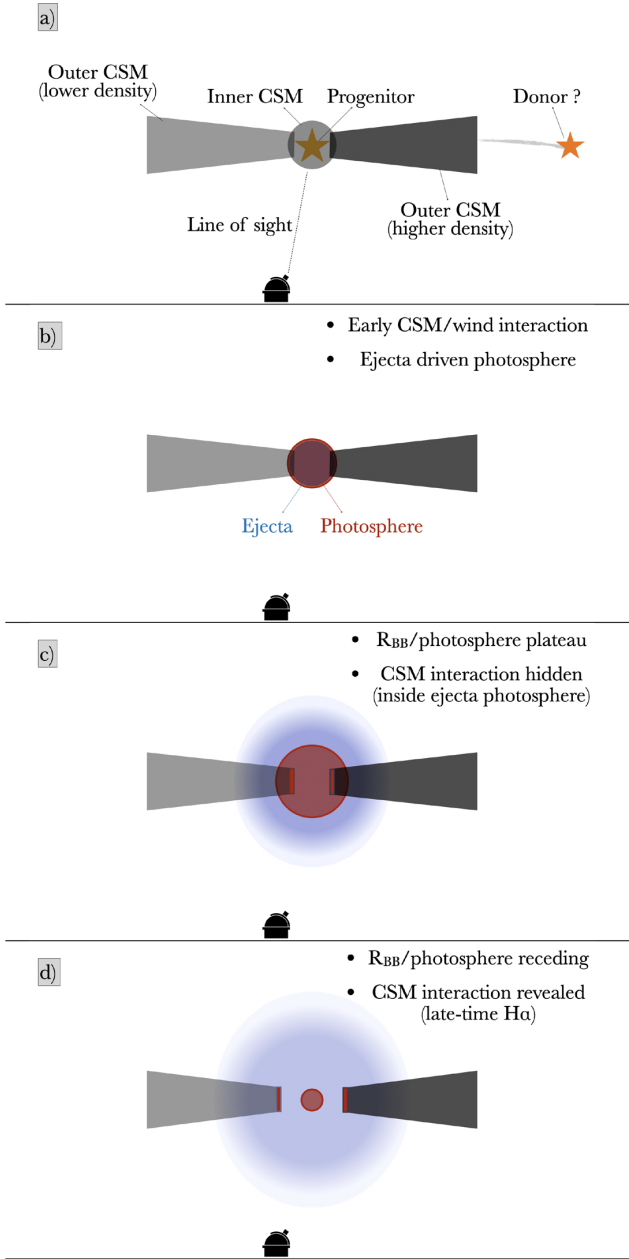 a)
Outer CSM
(lower density)
Inner CSM
Progenitor
Donor ?
Line of sight
Outer CSM
(higher density)
b)
• Early CSM/wind interaction
• Ejecta driven photosphere
Ejecta
Photosphere
c)
• RBB/photosphere plateau
• CSM interaction hidden
(inside ejecta photosphere)
d)
• RBB/photosphere receding
• CSM interaction revealed
(late-time Hα)